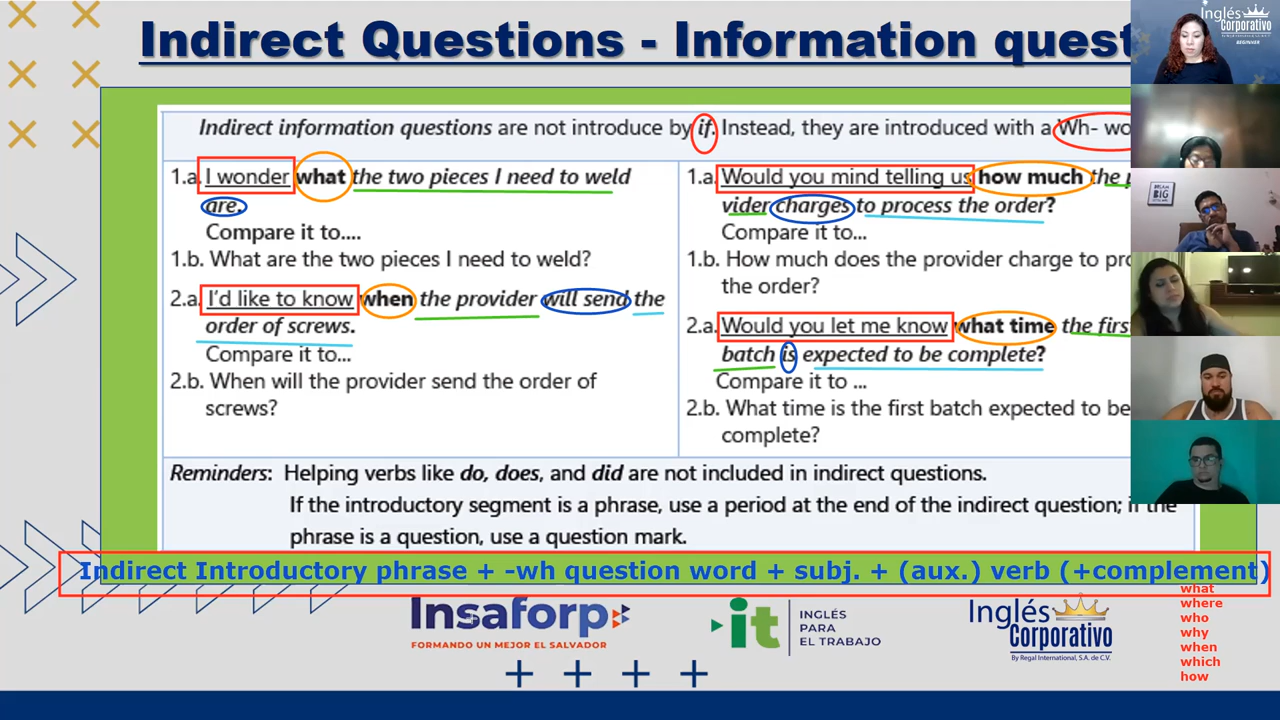 Indirect Questions - Information quest
Inglés
Corporativo
BEGINNER
Indirect information questions are not introduce by if. Instead, they are introduced with a Wh- wo
1.a. I wonder what the two pieces I need to weld
are.
Compare it to....
1.b. What are the two pieces I need to weld?
2.a. I'd like to know when the provider will send the
order of screws.
Compare it to...
2.b. When will the provider send the order of
screws?
1.a. Would you mind telling us how much the p
vider charges to process the order?
Compare it to...
1.b. How much does the provider charge to pro
the order?
2.a. Would you let me know what time the first
batch is expected to be complete?
Compare it to ...
2.b. What time is the first batch expected to be
complete?
DREAM
BIG
Reminders: Helping verbs like do, does, and did are not included in indirect questions.
If the introductory segment is a phrase, use a period at the end of the indirect question; if the
phrase is a question, use a question mark.
Indirect Introductory phrase + -wh question word + subj. + (aux.) verb (+complement)
what
where
who
why
when
which
how
Insaforp
FORMANDO UN MEJOR EL SALVADOR
it
INGLÉS
PARA
EL TRABAJO
Inglés
Corporativo
By Regal International, S.A. de C.V.